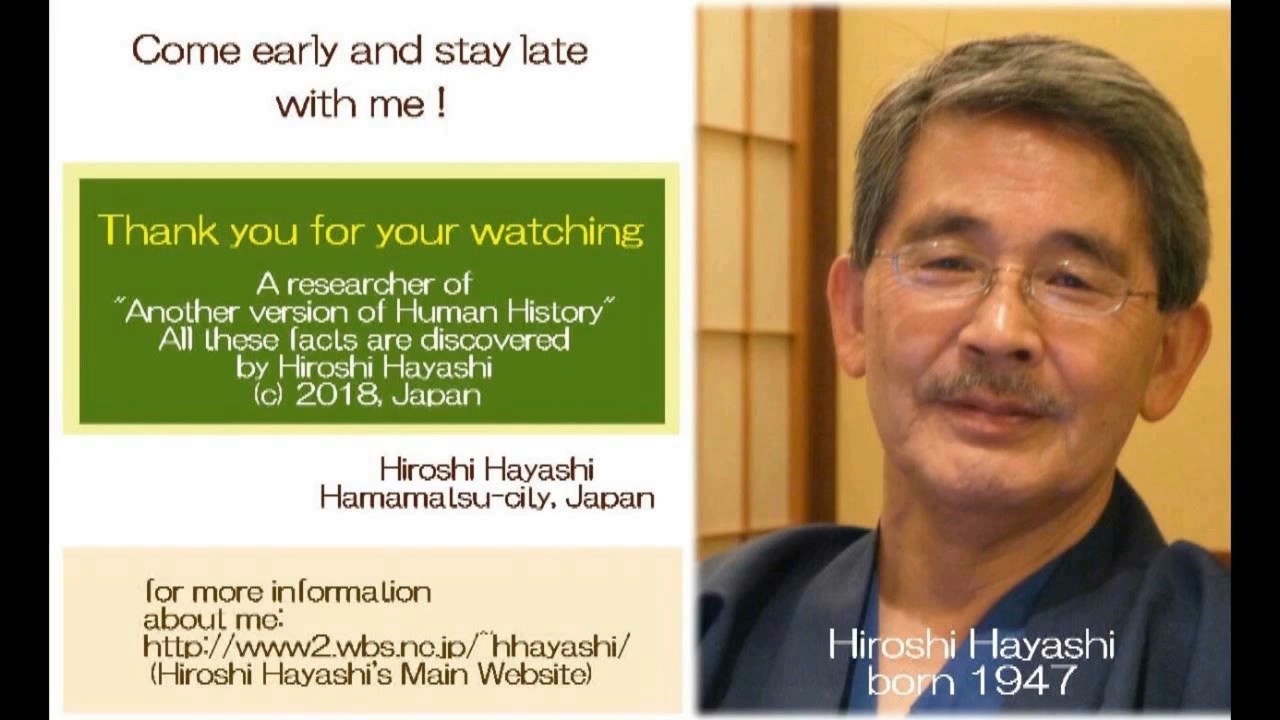 Come early and stay late
with me !
Thank you for your watching
A researcher of
"Another version of Human History"
All these facts are discovered
by Hiroshi Hayashi
(c) 2018, Japan
Hiroshi Hayashi
Hamamatsu-city, Japan
for more information
about me:
http://www2.wbs.ne.jp/~hhayashi/
(Hiroshi Hayashi's Main Website)
Hiroshi Hayashi
born 1947